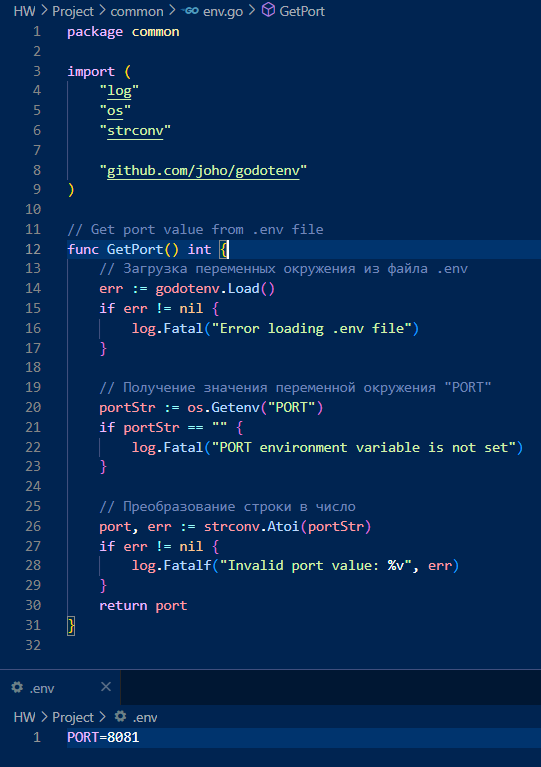 HW > Project > common > env.go > GetPort
1 package common
2
3 import (
4 "log"
5 "os"
6 "strconv"
7
8 "github.com/joho/godotenv"
9 )
10
11 // Get port value from .env file
12 func GetPort() int {
13 // Загрузка переменных окружения из файла .env
14 err := godotenv.Load()
15 if err != nil {
16 log.Fatal("Error loading .env file")
17 }
18
19 // Получение значения переменной окружения "PORT"
20 portStr := os.Getenv("PORT")
21 if portStr == "" {
22 log.Fatal("PORT environment variable is not set")
23 }
24
25 // Преобразование строки в число
26 port, err := strconv.Atoi(portStr)
27 if err != nil {
28 log.Fatalf("Invalid port value: %v", err)
29 }
30 return port
31 }
32
.env
HW > Project > .env
1 PORT=8081